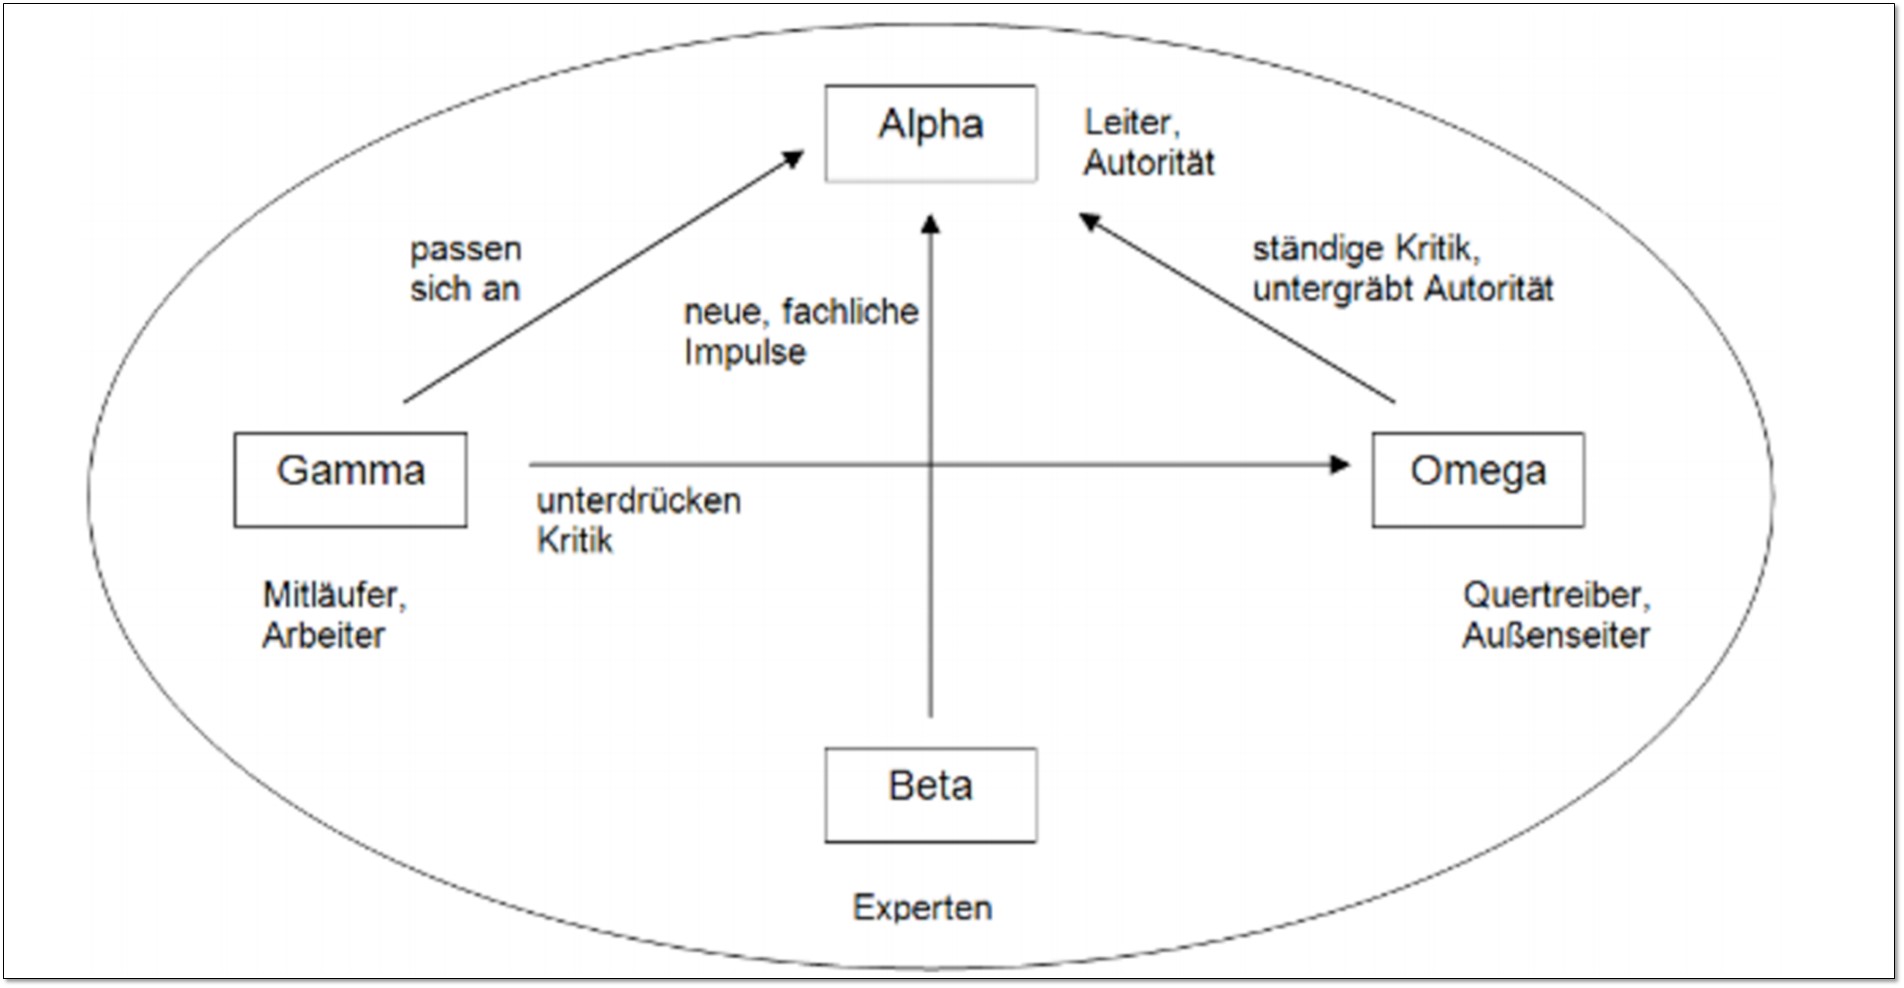 Alpha
Leiter,
Autorität
passen
sich an
ständige Kritik,
untergräbt Autorität
neue, fachliche
Impulse
Gamma
Omega
unterdrücken
Kritik
Mitläufer,
Arbeiter
Quertreiber,
Außenseiter
Beta
Experten